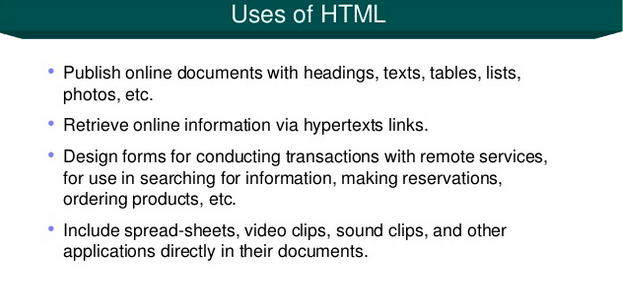 Uses of HTML
• Publish online documents with headings, texts, tables, lists,
photos, etc.
• Retrieve online information via hypertexts links.
• Design forms for conducting transactions with remote services,
for use in searching for information, making reservations,
ordering products, etc.
• Include spread-sheets, video clips, sound clips, and other
applications directly in their documents.